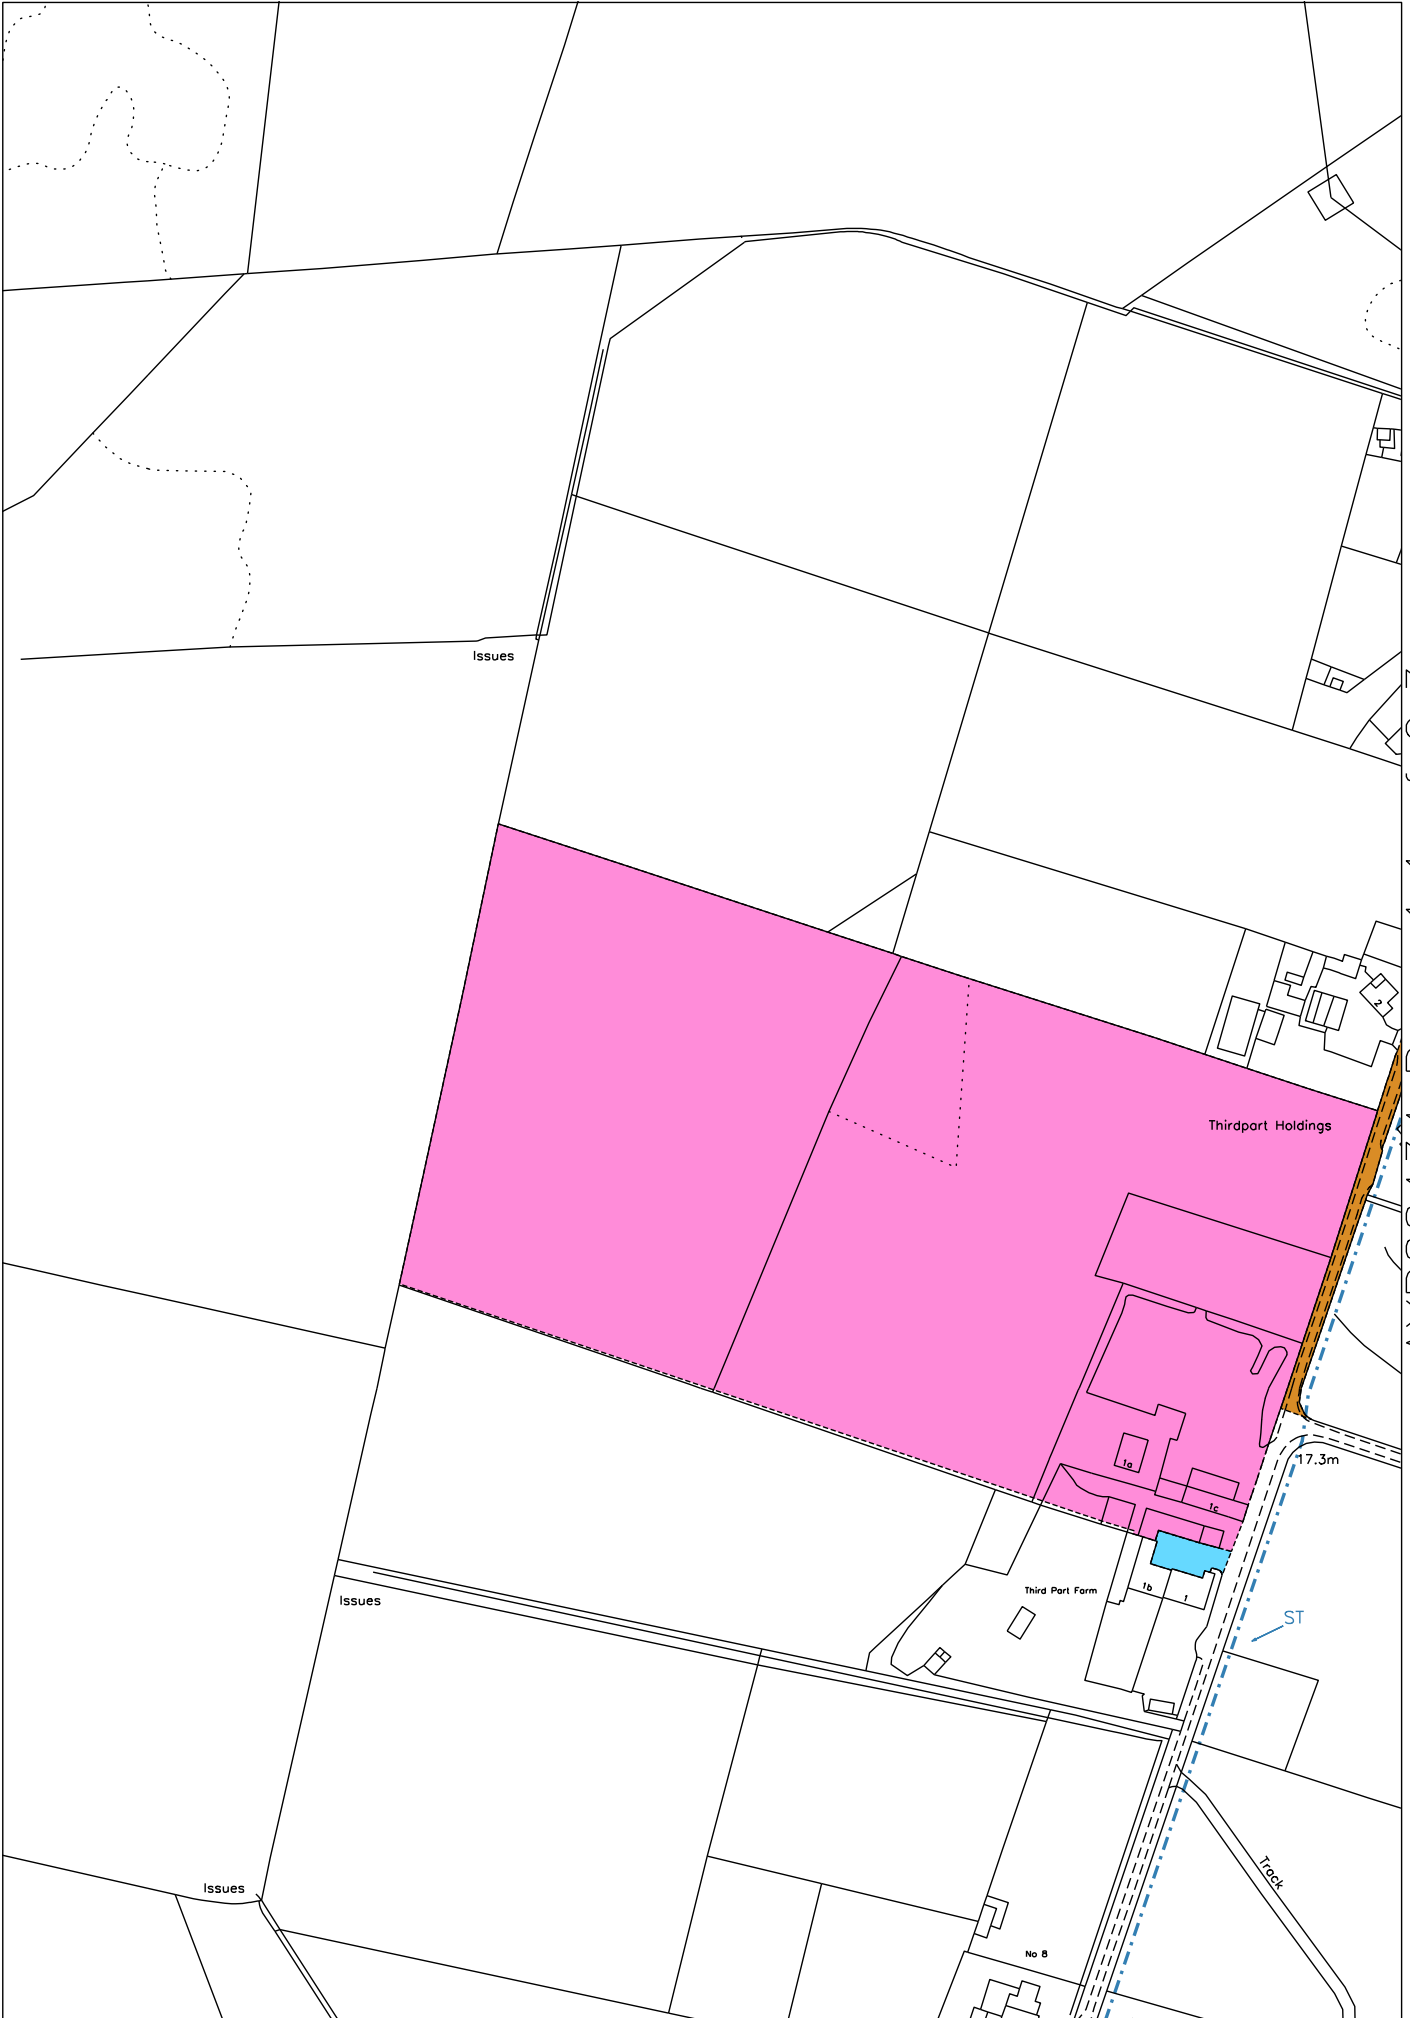 Issues
2
Thirdpart Holdings
1a
17.3m
1c
Third Part Farm
1b
1
Issues
ST
Track
Issues
No 8